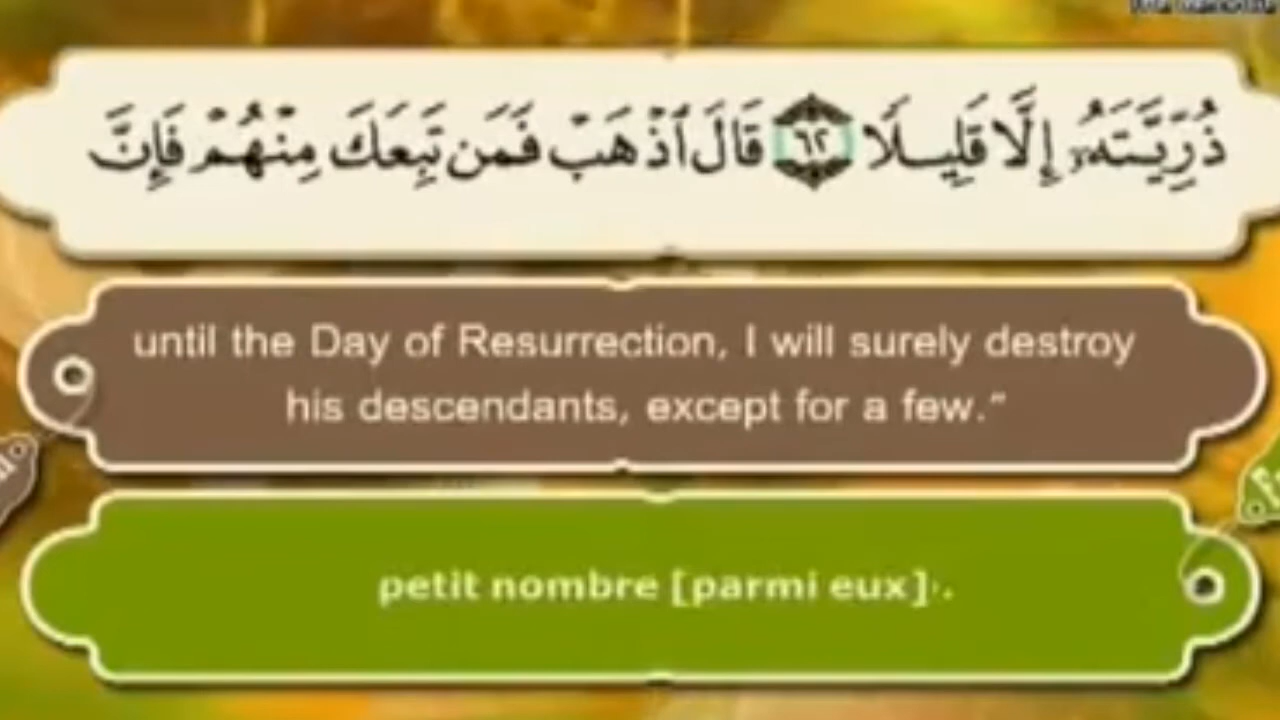 ذُرِّيَّتَهُۥٓ إِلَّا قَلِيلًا ٦٢ قَالَ ٱذۡهَبۡ فَمَن تَبِعَكَ مِنۡهُمۡ فَإِنَّ
until the Day of Resurrection, I will surely destroy
his descendants, except for a few.”
petit nombre [parmi eux].